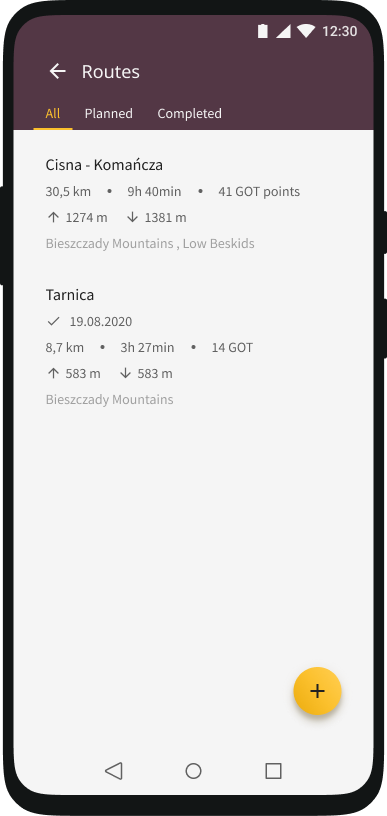 12:30
Routes
All Planned Completed
Cisna - Komańcza
30,5 km • 9h 40min • 41 GOT points
↑ 1274 m ↓ 1381 m
Bieszczady Mountains , Low Beskids
Tarnica
✓ 19.08.2020
8,7 km • 3h 27min • 14 GOT
↑ 583 m ↓ 583 m
Bieszczady Mountains
+